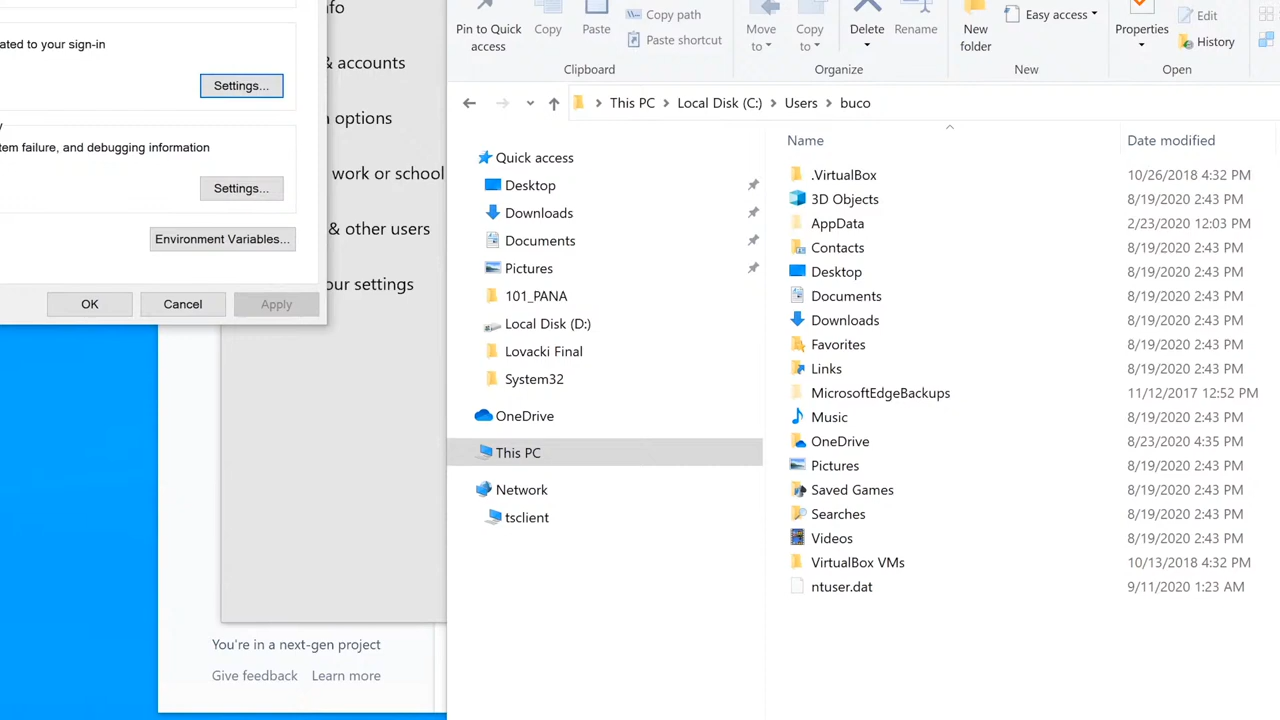 ated to your sign-in
Settings...
y
tem failure, and debugging information
Settings...
Environment Variables...
OK Cancel Apply
nfo
& accounts
n options
work or school
& other users
our settings
You're in a next-gen project
Give feedback Learn more
Pin to Quick access
Copy
Paste
Copy path
Paste shortcut
Clipboard
Move to
Copy to
Delete
Rename
Organize
New folder
Easy access
New
Properties
Edit
History
Open
This PC > Local Disk (C:) > Users > buco
Quick access
Desktop
Downloads
Documents
Pictures
101_PANA
Local Disk (D:)
Lovacki Final
System32
OneDrive
This PC
Network
tsclient
Name Date modified
.VirtualBox 10/26/2018 4:32 PM
3D Objects 8/19/2020 2:43 PM
AppData 2/23/2020 12:03 PM
Contacts 8/19/2020 2:43 PM
Desktop 8/19/2020 2:43 PM
Documents 8/19/2020 2:43 PM
Downloads 8/19/2020 2:43 PM
Favorites 8/19/2020 2:43 PM
Links 8/19/2020 2:43 PM
MicrosoftEdgeBackups 11/12/2017 12:52 PM
Music 8/19/2020 2:43 PM
OneDrive 8/23/2020 4:35 PM
Pictures 8/19/2020 2:43 PM
Saved Games 8/19/2020 2:43 PM
Searches 8/19/2020 2:43 PM
Videos 8/19/2020 2:43 PM
VirtualBox VMs 10/13/2018 4:32 PM
ntuser.dat 9/11/2020 1:23 AM